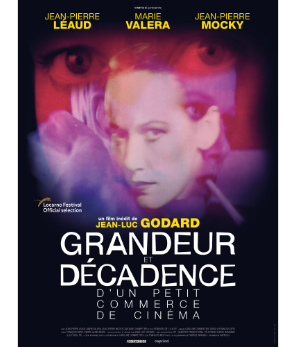 JEAN-PIERRE MARIE JEAN-PIERRE
LÉAUD VALERA MOCKY
Locarno Festival
Official selection
un film inédit de
JEAN-LUC GODARD
GRANDEUR
ET
DÉCADENCE
D'UN PETIT
COMMERCE
DE CINÉMA